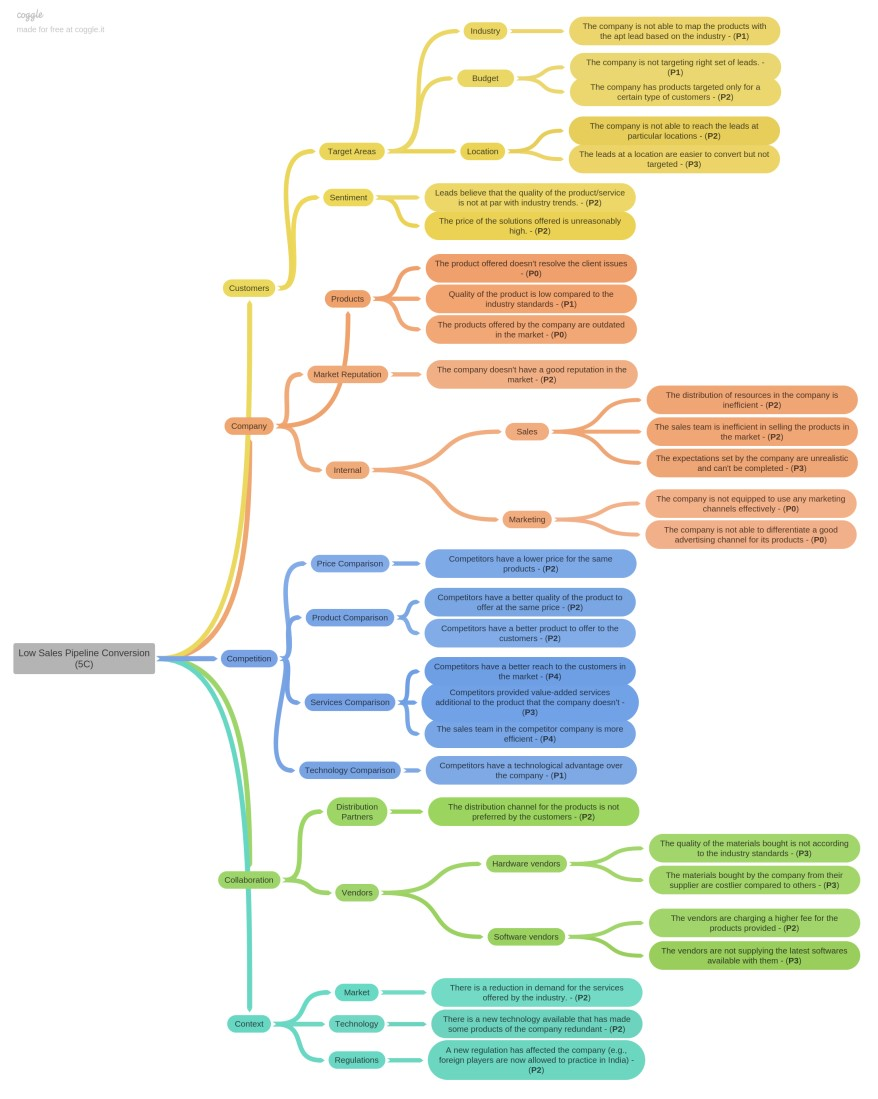 coggle
made for free at coggle.it
Low Sales Pipeline Conversion
(5C)
Customers
Target Areas
Industry
The company is not able to map the products with
the apt lead based on the industry - (P1)
Budget
The company is not targeting right set of leads. -
(P1)
The company has products targeted only for a
certain type of customers - (P2)
Location
The company is not able to reach the leads at
particular locations - (P2)
The leads at a location are easier to convert but not
targeted - (P3)
Sentiment
Leads believe that the quality of the product/service
is not at par with industry trends. - (P2)
The price of the solutions offered is unreasonably
high. - (P2)
Company
Products
The product offered doesn't resolve the client issues
- (P0)
Quality of the product is low compared to the
industry standards - (P1)
The products offered by the company are outdated
in the market - (P0)
Market Reputation
The company doesn't have a good reputation in the
market - (P2)
Internal
Sales
The distribution of resources in the company is
inefficient - (P2)
The sales team is inefficient in selling the products in
the market - (P2)
The expectations set by the company are unrealistic
and can't be completed - (P3)
Marketing
The company is not equipped to use any marketing
channels effectively - (P0)
The company is not able to differentiate a good
advertising channel for its products - (P0)
Competition
Price Comparison
Competitors have a lower price for the same
products - (P2)
Product Comparison
Competitors have a better quality of the product to
offer at the same price - (P2)
Competitors have a better product to offer to the
customers - (P2)
Services Comparison
Competitors have a better reach to the customers in
the market - (P4)
Competitors provided value-added services
additional to the product that the company doesn't -
(P3)
The sales team in the competitor company is more
efficient - (P4)
Technology Comparison
Competitors have a technological advantage over
the company - (P1)
Collaboration
Distribution
Partners
The distribution channel for the products is not
preferred by the customers - (P2)
Vendors
Hardware vendors
The quality of the materials bought is not according
to the industry standards - (P3)
The materials bought by the company from their
supplier are costlier compared to others - (P3)
Software vendors
The vendors are charging a higher fee for the
products provided - (P2)
The vendors are not supplying the latest softwares
available with them - (P3)
Context
Market
There is a reduction in demand for the services
offered by the industry. - (P2)
Technology
There is a new technology available that has made
some products of the company redundant - (P2)
Regulations
A new regulation has affected the company (e.g.,
foreign players are now allowed to practice in India) -
(P2)